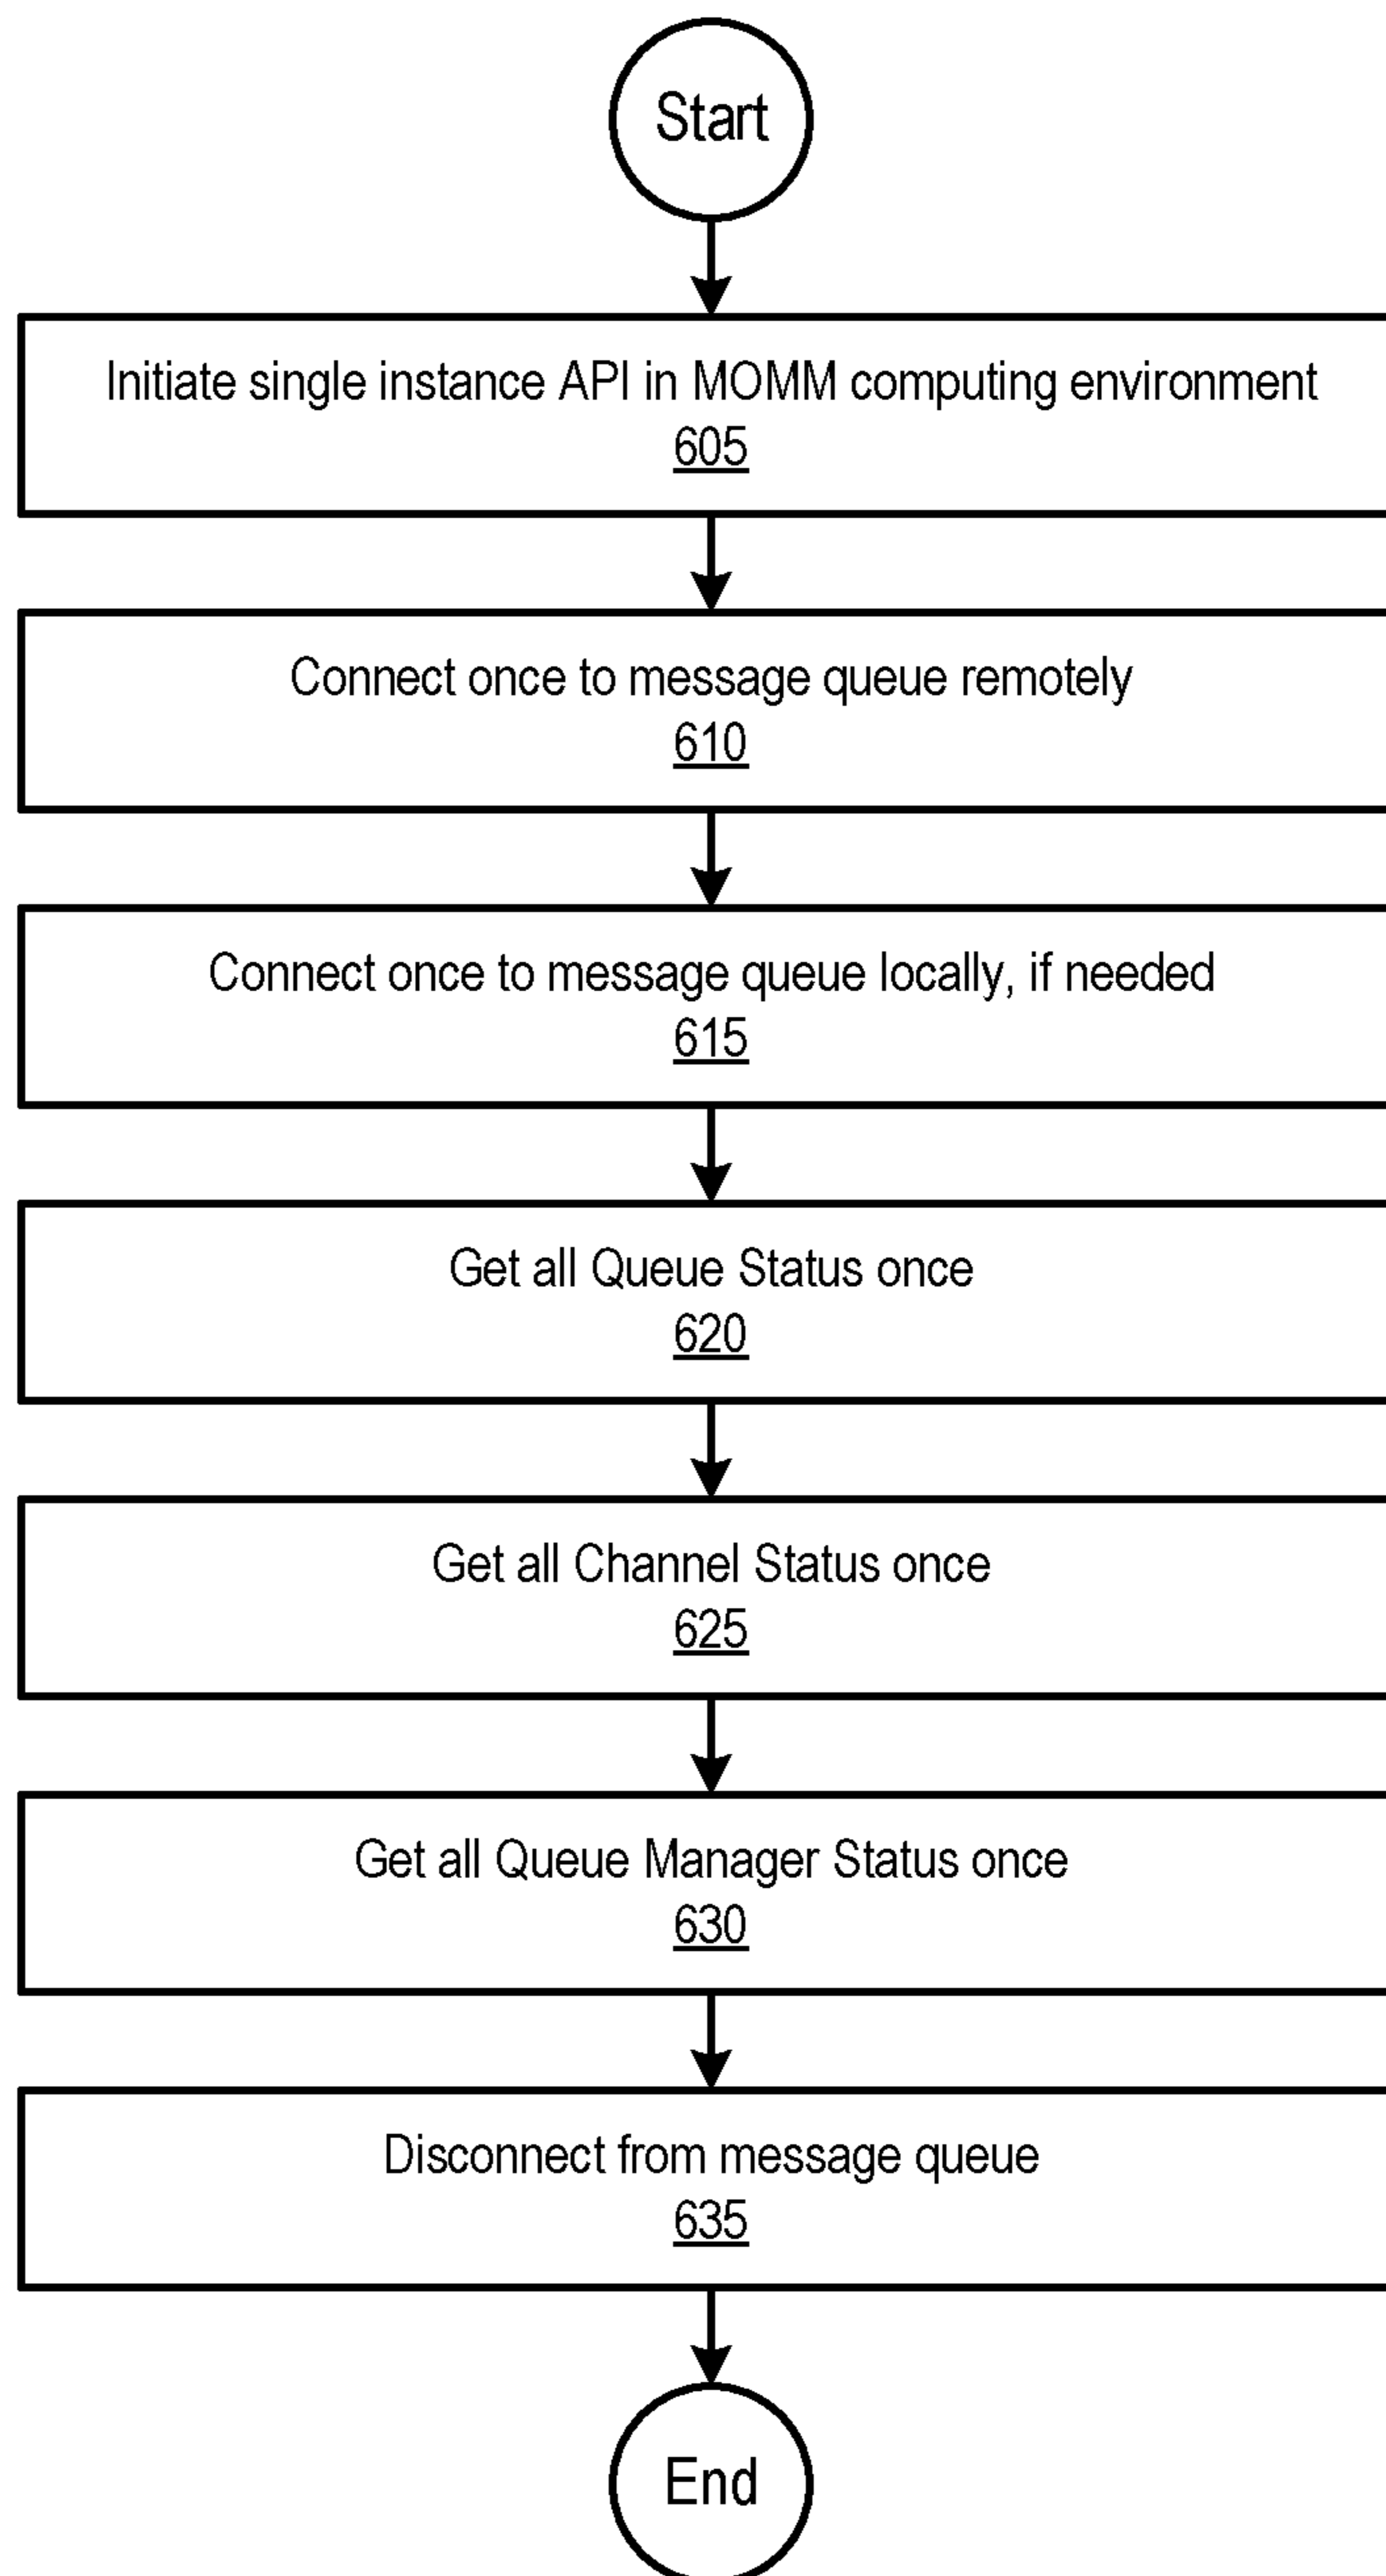 Start
Initiate single instance API in MOMM computing environment
605
Connect once to message queue remotely
610
Connect once to message queue locally, if needed
615
Get all Queue Status once
620
Get all Channel Status once
625
Get all Queue Manager Status once
630
Disconnect from message queue
635
End